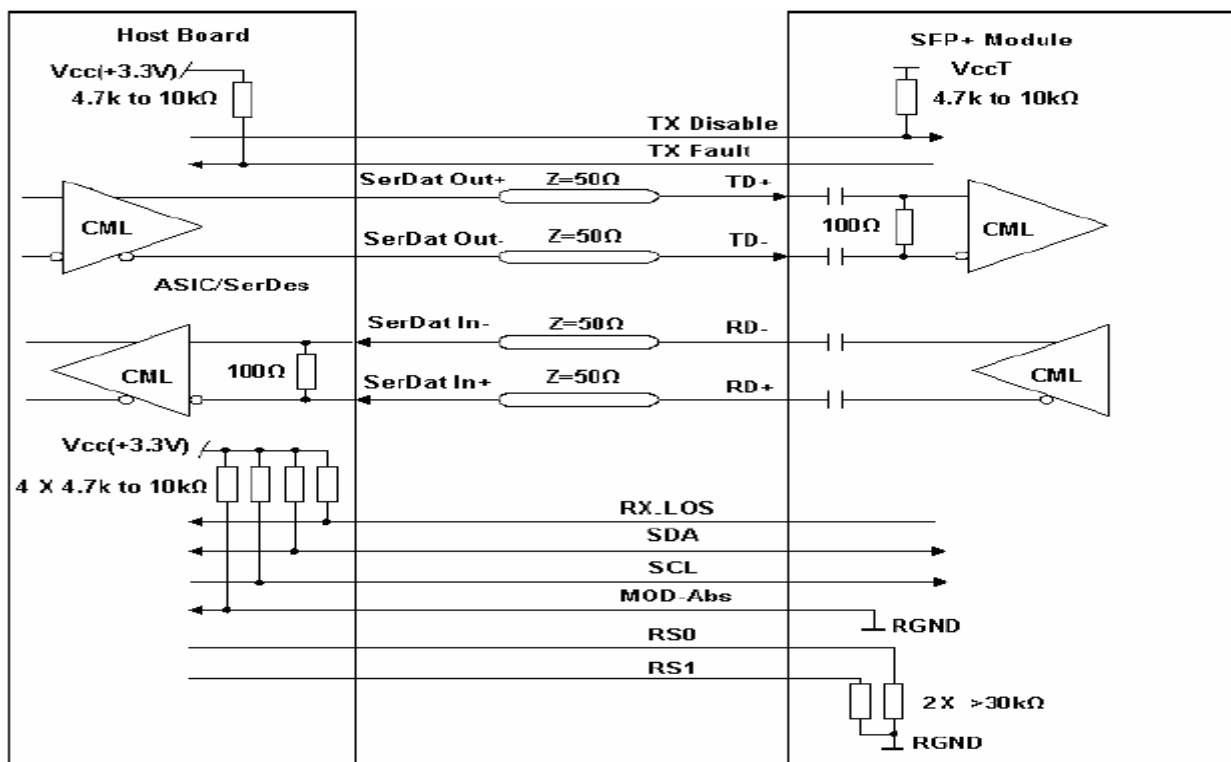 Host Board
SFP+ Module
Vcc(+3.3V)
4.7k to 10kΩ
VccT
4.7k to 10kΩ
TX Disable
TX Fault
SerDat Out+
Z=50Ω
TD+
CML
100Ω
CML
SerDat Out-
Z=50Ω
TD-
ASIC/SerDes
SerDat In-
Z=50Ω
RD-
CML
100Ω
SerDat In+
Z=50Ω
RD+
CML
Vcc(+3.3V)
4 X 4.7k to 10kΩ
RX_LOS
SDA
SCL
MOD-Abs
RGND
RS0
RS1
2X >30kΩ
RGND